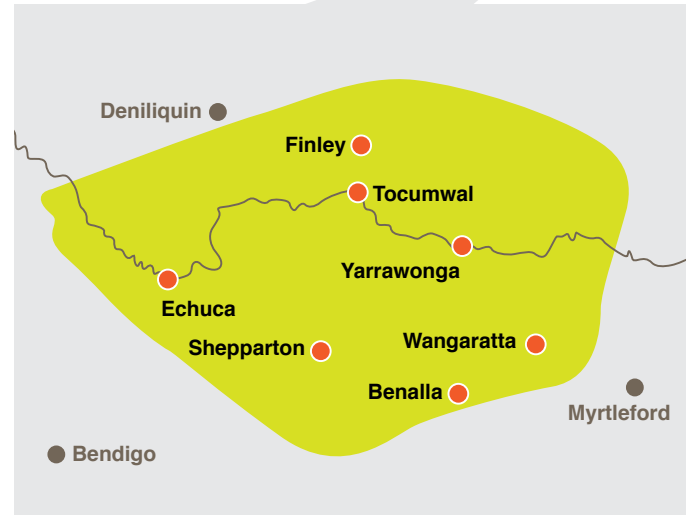 Deniliquin
Finley
Tocumwal
Yarrawonga
Echuca
Shepparton
Wangaratta
Benalla
Myrtleford
Bendigo